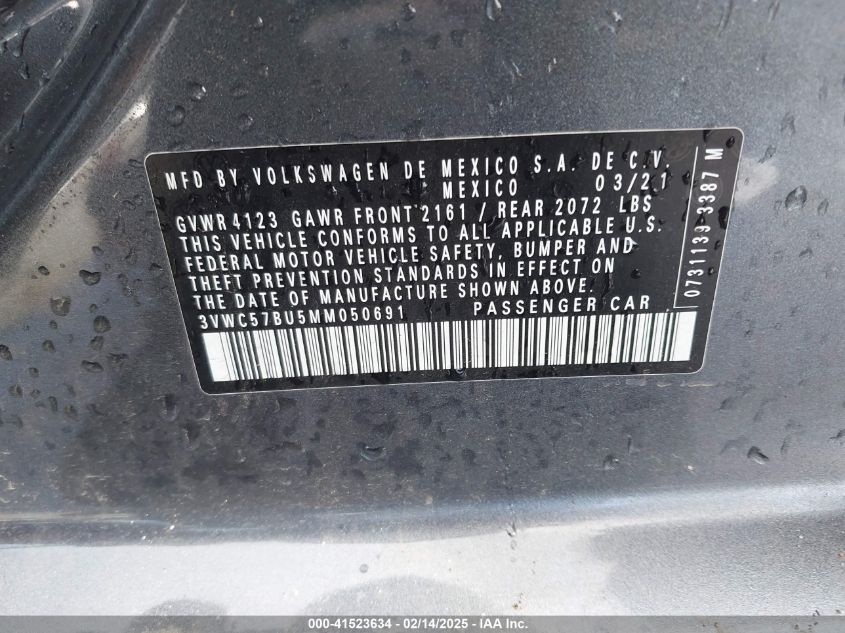 MFD BY VOLKSWAGEN DE MEXICO S.A. DE C.V.
MEXICO 03/21
GVWR 4123 GAWR FRONT 2161 / REAR 2072 LBS
THIS VEHICLE CONFORMS TO ALL APPLICABLE U.S.
FEDERAL MOTOR VEHICLE SAFETY, BUMPER AND
THEFT PREVENTION STANDARDS IN EFFECT ON
THE DATE OF MANUFACTURE SHOWN ABOVE.
3VWC57BU5MM050691 PASSENGER CAR
0731139 3387 M
000-41523634 - 02/14/2025 - IAA Inc.